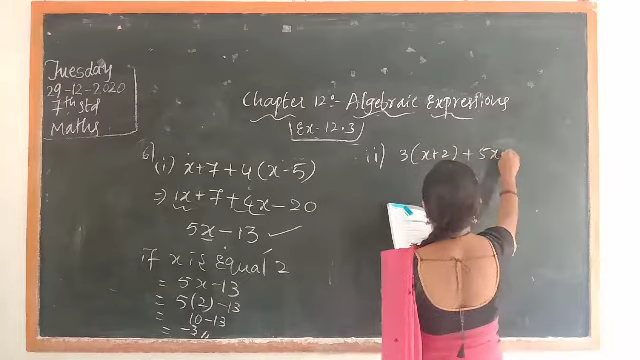 Tuesday
29-12-2020
7th Std
Maths
Chapter 12:- Algebraic Expressions
(Ex-12.3)
6) (i) x+7+4(x-5)
=> 1x+7+4x-20
5x-13 ✓
if x is Equal 2
= 5x-13
= 5(2)-13
= 10-13
= -3,,
ii) 3(x+2)+5x